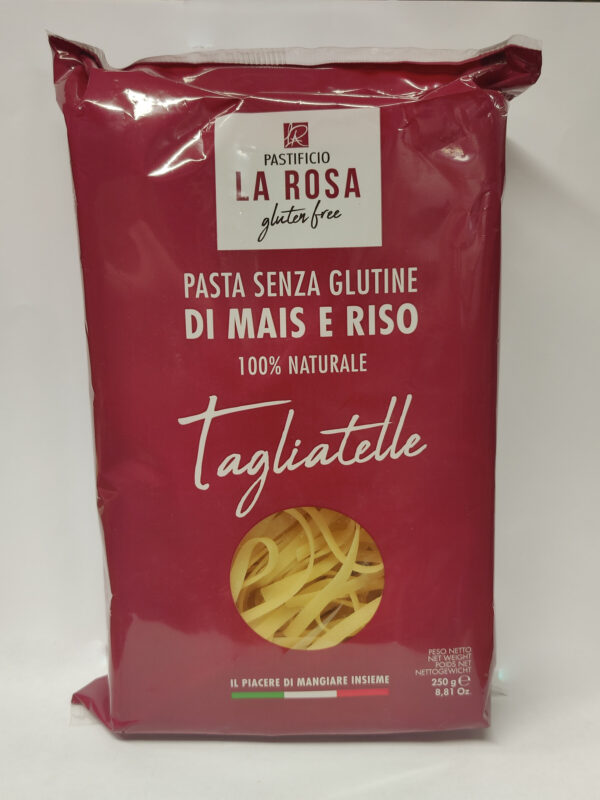 PASTIFICIO
LA ROSA
gluten free
PASTA SENZA GLUTINE
DI MAIS E RISO
100% NATURALE
Tagliatelle
PESO NETTO
NET WEIGHT
POIDS NET
NETTOGEWICHT
250 g ℮
8,81 Oz.
IL PIACERE DI MANGIARE INSIEME